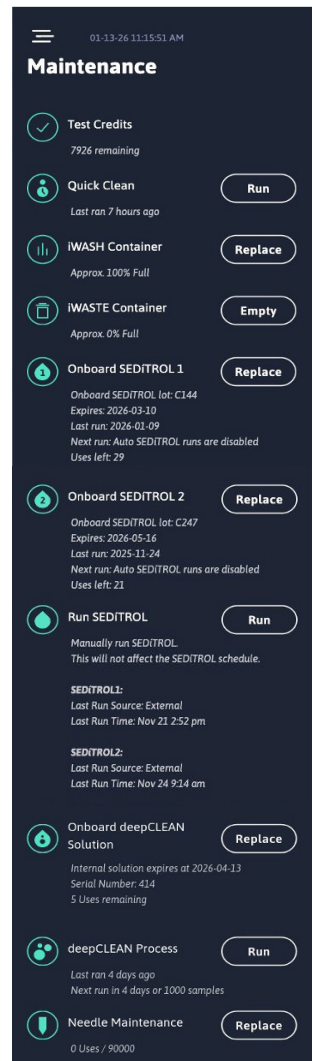 01-13-26 11:15:51 AM
Maintenance
Test Credits
7926 remaining
Quick Clean
Run
Last ran 7 hours ago
iWASH Container
Replace
Approx. 100% Full
iWASTE Container
Empty
Approx. 0% Full
1
Onboard SEDiTROL 1
Replace
Onboard SEDiTROL lot: C144
Expires: 2026-03-10
Last run: 2026-01-09
Next run: Auto SEDiTROL runs are disabled
Uses left: 29
2
Onboard SEDiTROL 2
Replace
Onboard SEDiTROL lot: C247
Expires: 2026-05-16
Last run: 2025-11-24
Next run: Auto SEDiTROL runs are disabled
Uses left: 21
Run SEDiTROL
Run
Manually run SEDiTROL.
This will not affect the SEDiTROL schedule.
SEDiTROL1:
Last Run Source: External
Last Run Time: Nov 21 2:52 pm
SEDiTROL2:
Last Run Source: External
Last Run Time: Nov 24 9:14 am
Onboard deepCLEAN
Solution
Replace
Internal solution expires at 2026-04-13
Serial Number: 414
5 Uses remaining
deepCLEAN Process
Run
Last ran 4 days ago
Next run in 4 days or 1000 samples
Needle Maintenance
Replace
0 Uses / 90000